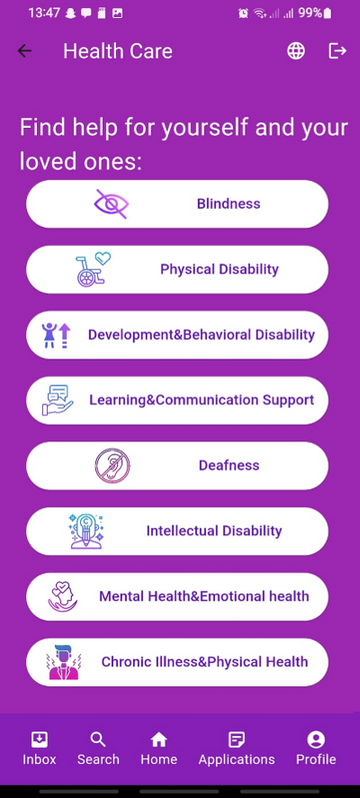 13:47 99%
Health Care
Find help for yourself and your
loved ones:
Blindness
Physical Disability
Development&Behavioral Disability
Learning&Communication Support
Deafness
Intellectual Disability
Mental Health&Emotional health
Chronic Illness&Physical Health
Inbox Search Home Applications Profile